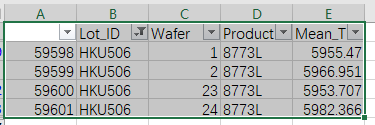 A B C D E
Lot_ID Wafer Product Mean_T
59598 HKU506 1 8773L 5955.47
59599 HKU506 2 8773L 5966.951
59600 HKU506 23 8773L 5953.707
59601 HKU506 24 8773L 5982.366